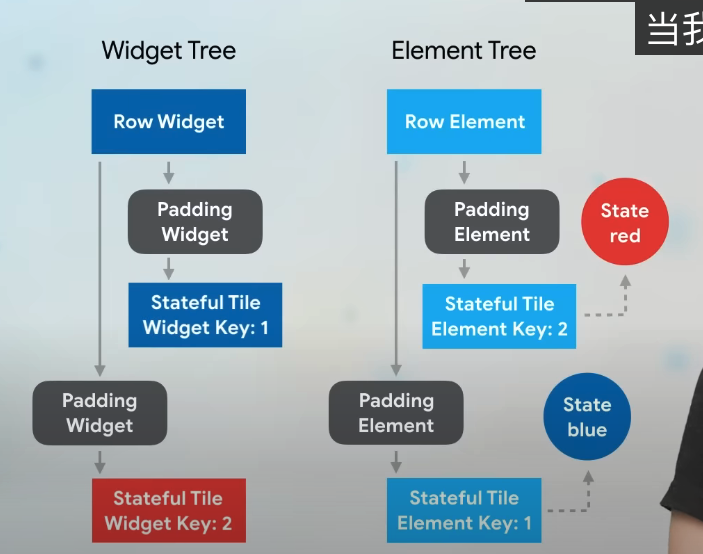 当我
Widget Tree
Element Tree
Row Widget
Row Element
Padding
Widget
Padding
Element
State
red
Stateful Tile
Widget Key: 1
Stateful Tile
Element Key: 2
Padding
Widget
Padding
Element
State
blue
Stateful Tile
Widget Key: 2
Stateful Tile
Element Key: 1